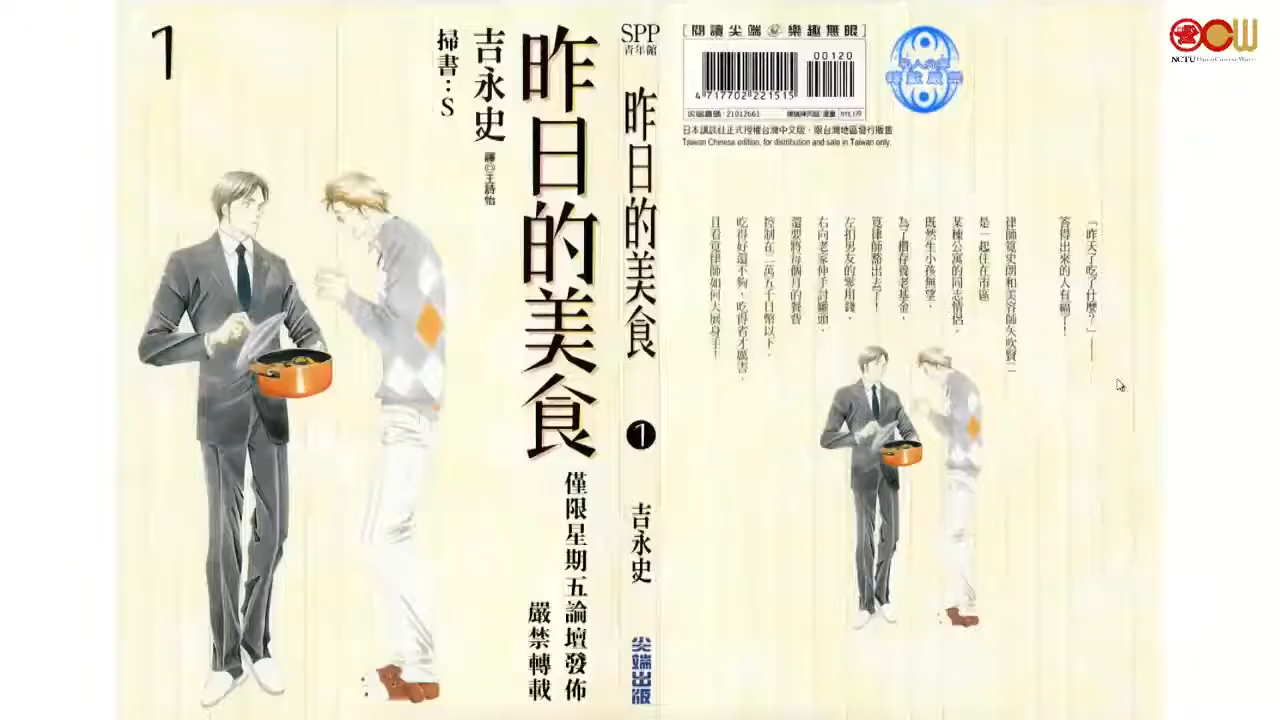 1
昨日的美食
吉永史
譯◎王詩怡
掃書：S
僅限星期五論壇發佈
嚴禁轉載
SPP
青年館
昨日的美食
1
吉永史
尖端出版
[ 閱讀尖端 樂趣無限 ]
00120
4 717702 221515
日本講談社正式授權台灣中文版，限台灣地區發行販售
Taiwan Chinese edition, for distribution and sale in Taiwan only.
「昨天了吃了什麼？」——
答得出來的人有福了！
律師筧史朗和美容師矢吹賢二
是一起住在市區
某棟公寓的同志情侶。
既然生小孩無望，
為了攢存養老基金，
筧律師豁出去了！
左扣男友的零用錢，
右向老家伸手討罐頭，
還要將每個月的餐費
控制在二萬五千日幣以下，
吃得好還不夠，吃得省才厲害，
且看筧律師如何大展身手！
OCW
NCTU OpenCourseWare